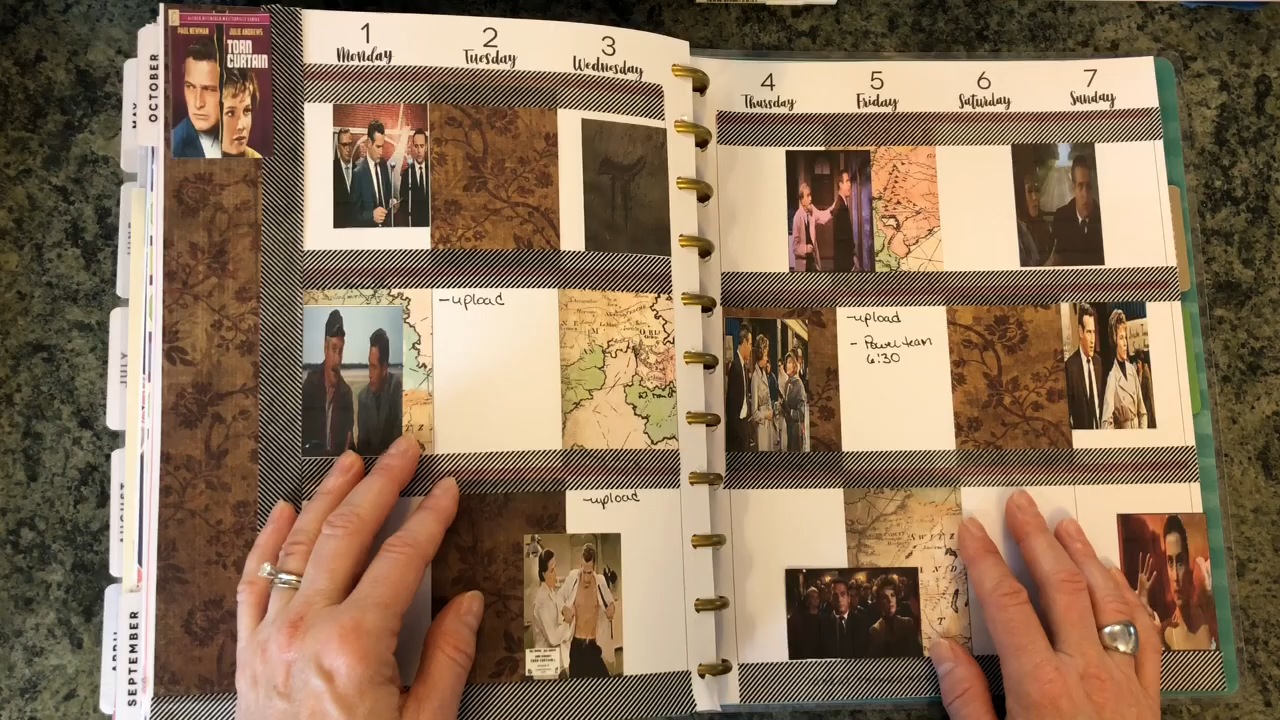 OCTOBER
JULY
AUGUST
SEPTEMBER
PAUL NEWMAN JULIE ANDREWS
TORN
CURTAIN
1
Monday
2
Tuesday
3
Wednesday
4
Thursday
5
Friday
6
Saturday
7
Sunday
-upload
-upload
- Power team
6:30
-upload